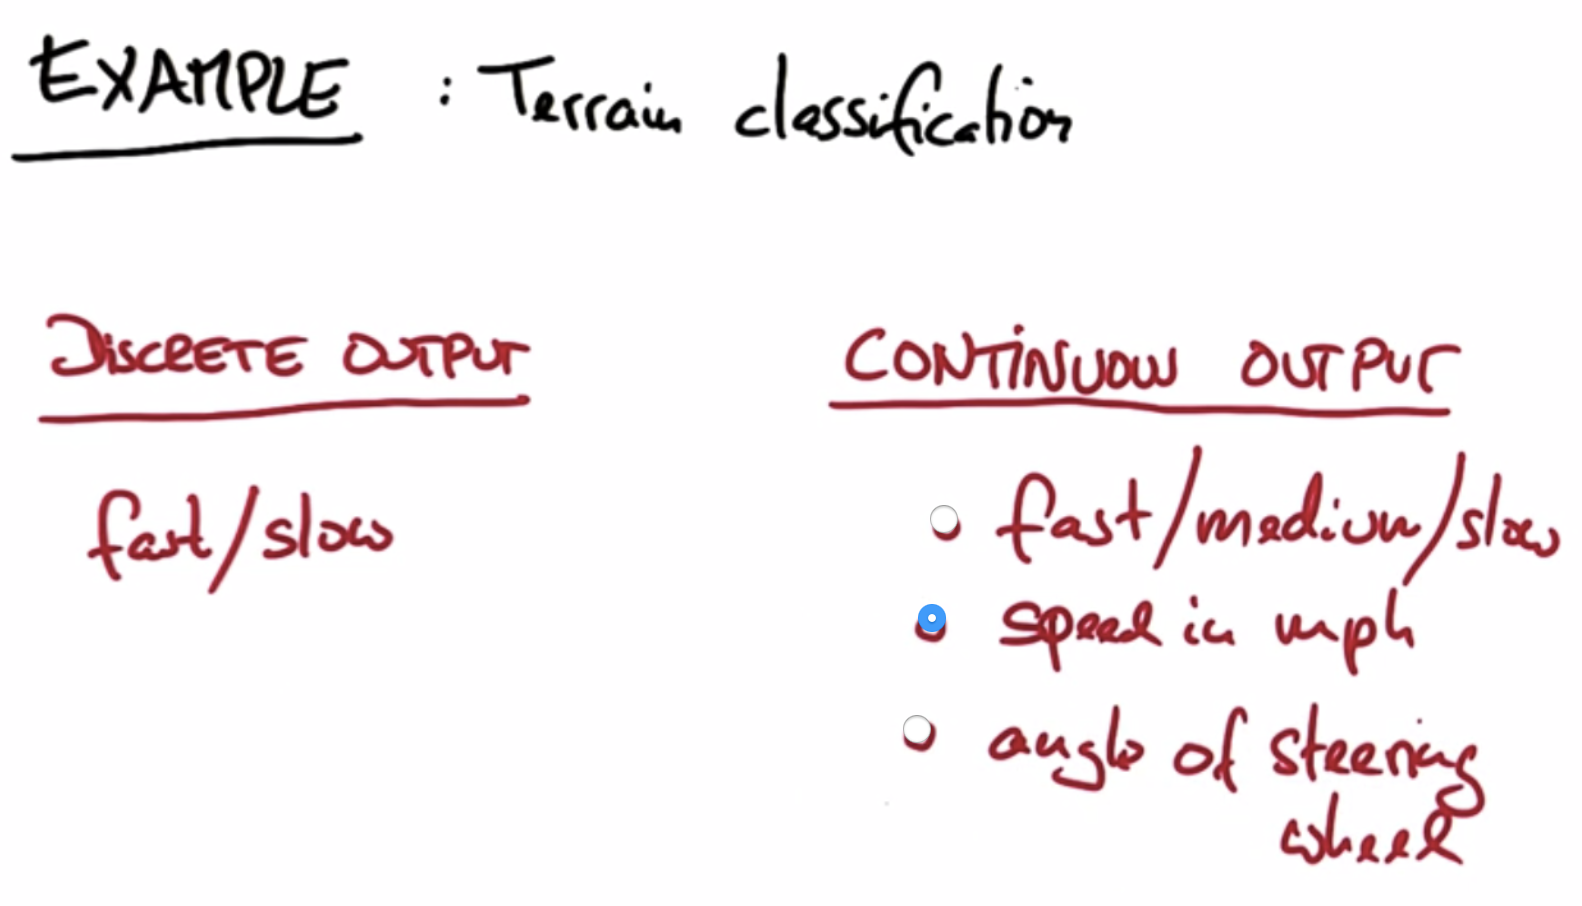 EXAMPLE : Terrain classification
DISCRETE OUTPUT
fast/slow
CONTINUOUS OUTPUT
fast/medium/slow
speed in mph
angle of steering
wheel